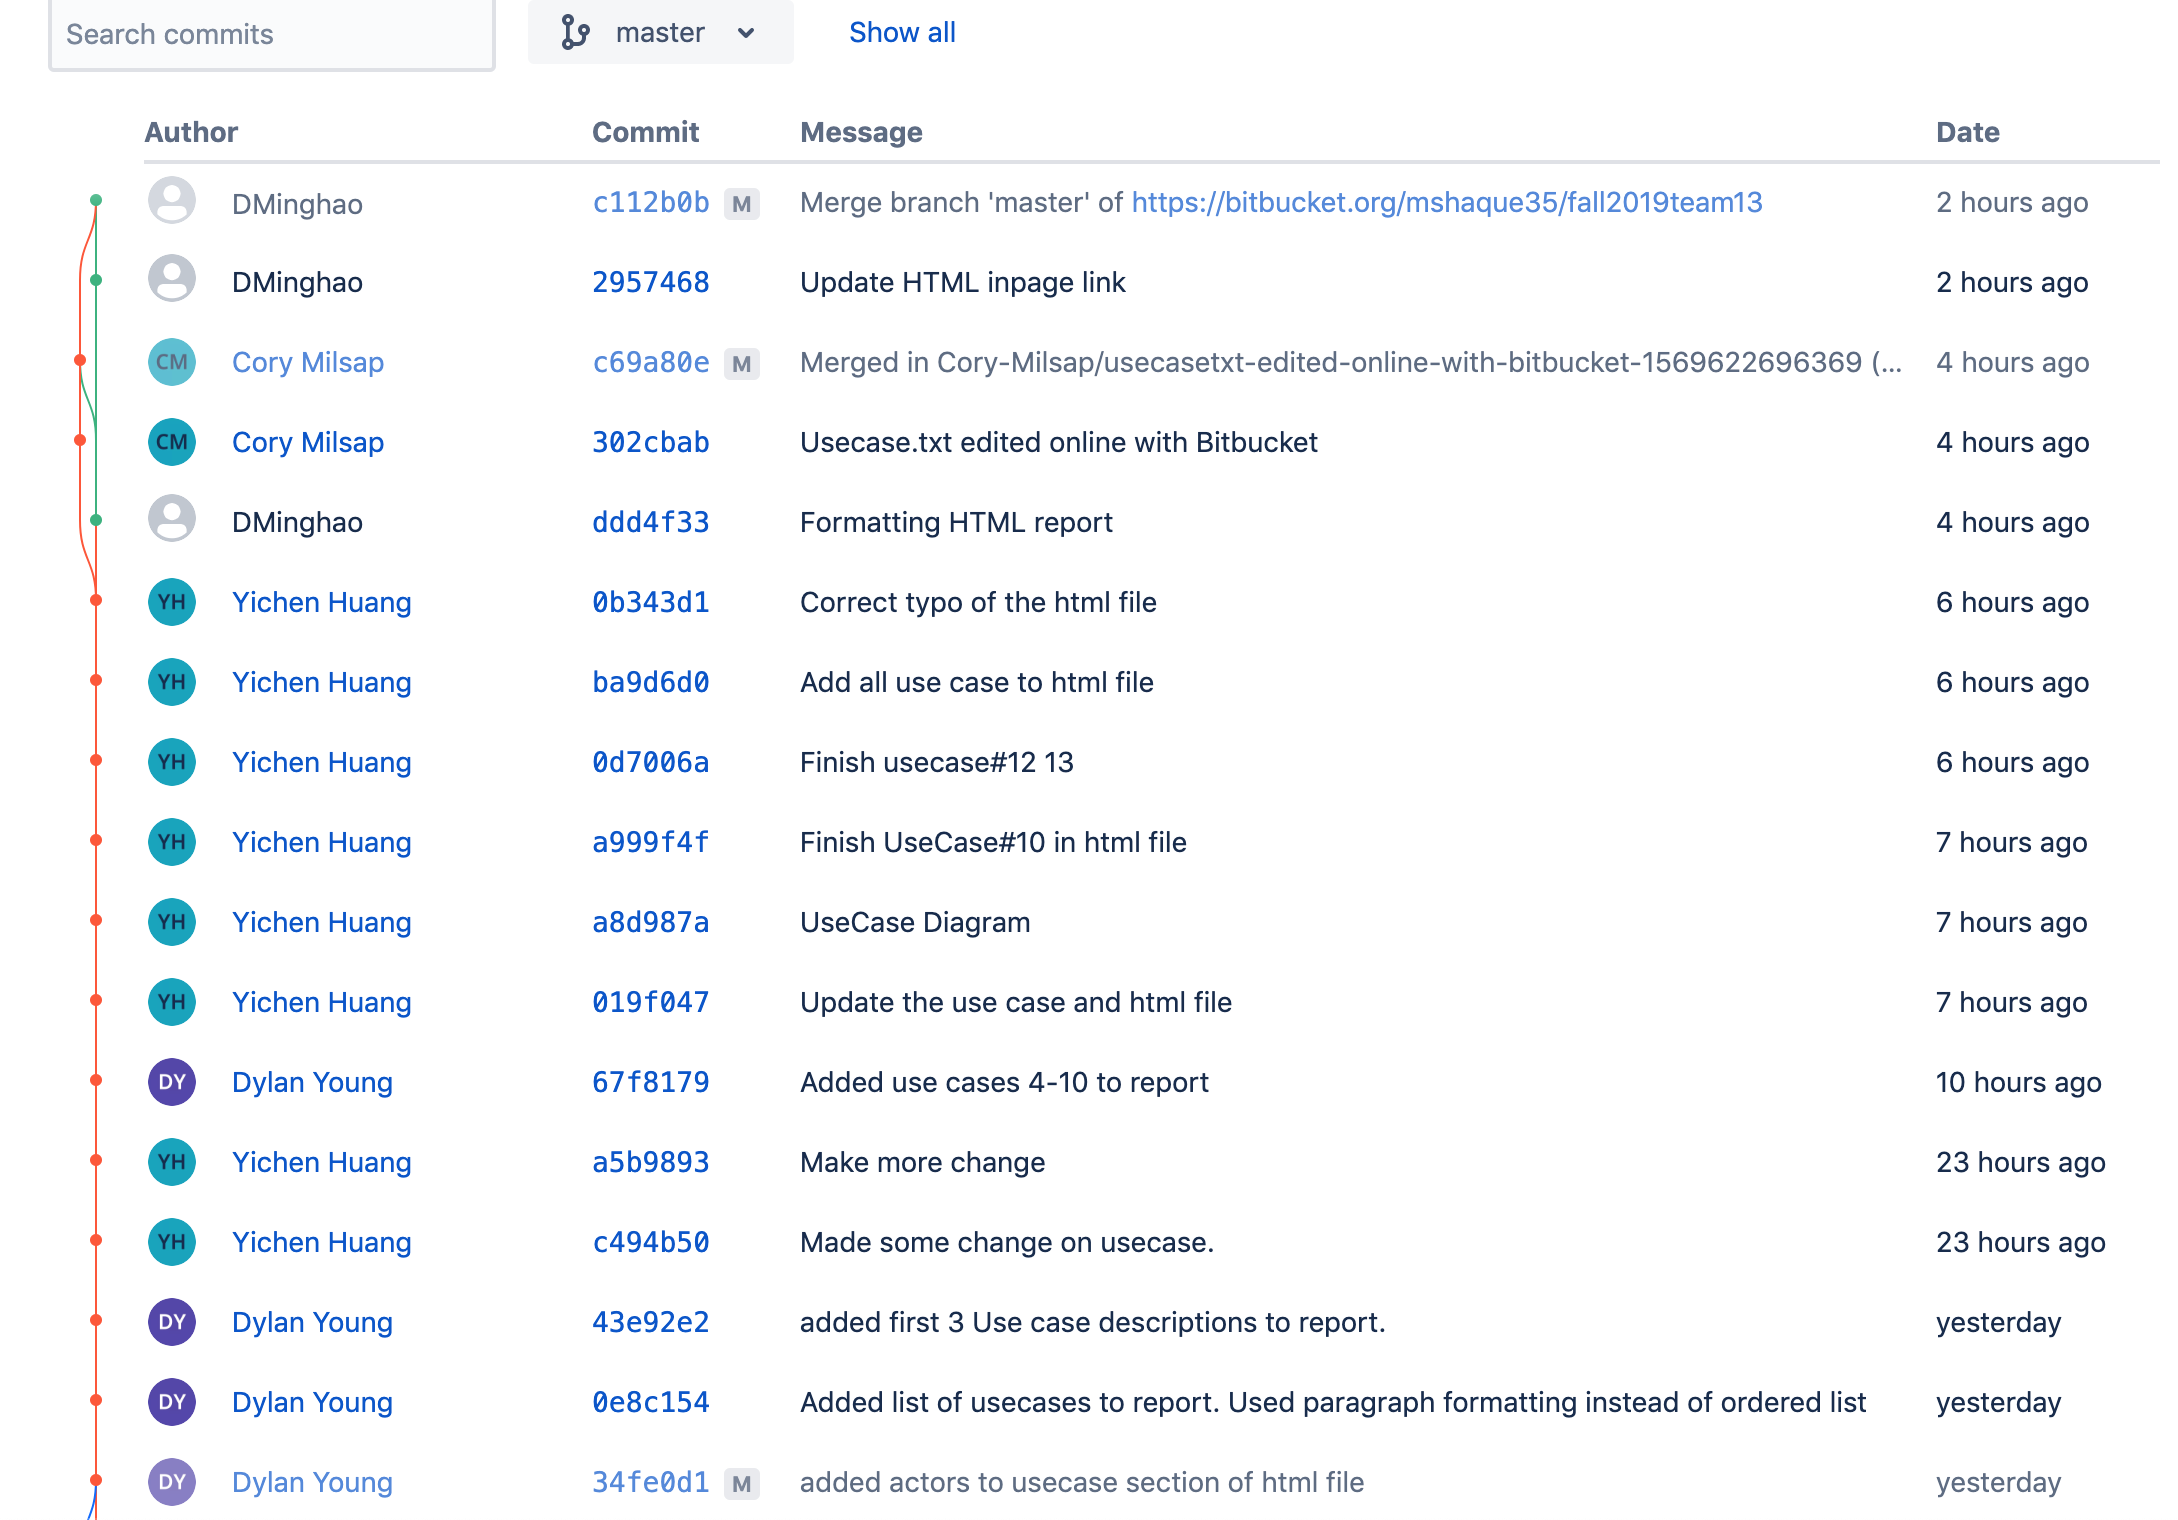 Search commits master Show all
Author Commit Message Date
DMinghao c112b0b M Merge branch 'master' of https://bitbucket.org/mshaque35/fall2019team13 2 hours ago
DMinghao 2957468 Update HTML inpage link 2 hours ago
CM Cory Milsap c69a80e M Merged in Cory-Milsap/usecasetxt-edited-online-with-bitbucket-1569622696369 (... 4 hours ago
CM Cory Milsap 302cbab Usecase.txt edited online with Bitbucket 4 hours ago
DMinghao ddd4f33 Formatting HTML report 4 hours ago
YH Yichen Huang 0b343d1 Correct typo of the html file 6 hours ago
YH Yichen Huang ba9d6d0 Add all use case to html file 6 hours ago
YH Yichen Huang 0d7006a Finish usecase#12 13 6 hours ago
YH Yichen Huang a999f4f Finish UseCase#10 in html file 7 hours ago
YH Yichen Huang a8d987a UseCase Diagram 7 hours ago
YH Yichen Huang 019f047 Update the use case and html file 7 hours ago
DY Dylan Young 67f8179 Added use cases 4-10 to report 10 hours ago
YH Yichen Huang a5b9893 Make more change 23 hours ago
YH Yichen Huang c494b50 Made some change on usecase. 23 hours ago
DY Dylan Young 43e92e2 added first 3 Use case descriptions to report. yesterday
DY Dylan Young 0e8c154 Added list of usecases to report. Used paragraph formatting instead of ordered list yesterday
DY Dylan Young 34fe0d1 M added actors to usecase section of html file yesterday